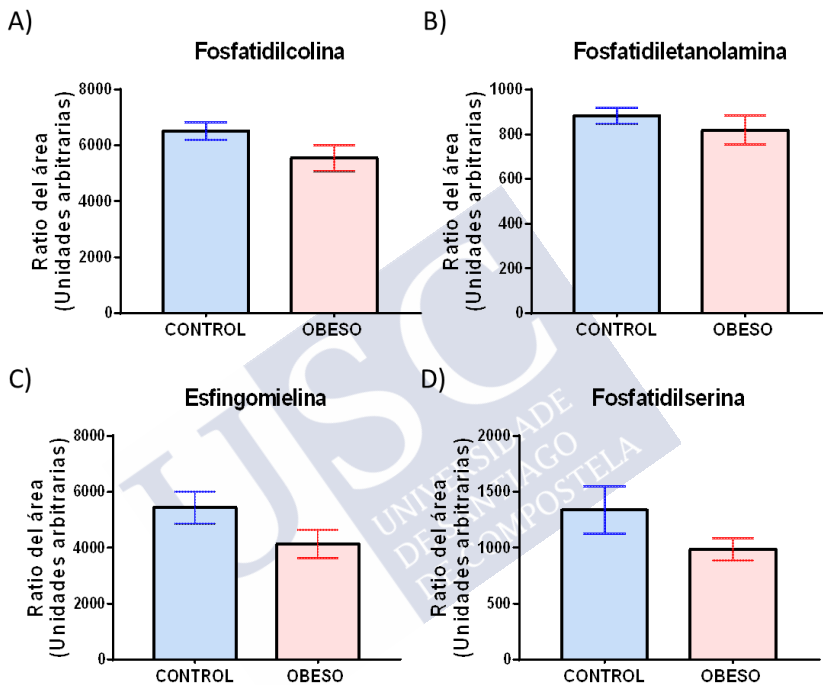 A)
Fosfatidilcolina
Ratio del área
(Unidades arbitrarias)
8000
6000
4000
2000
0
CONTROL OBESO
B)
Fosfatidiletanolamina
Ratio del área
(Unidades arbitrarias)
1000
800
600
400
200
0
CONTROL OBESO
C)
Esfingomielina
Ratio del área
(Unidades arbitrarias)
8000
6000
4000
2000
0
CONTROL OBESO
D)
Fosfatidilserina
Ratio del área
(Unidades arbitrarias)
2000
1500
1000
500
0
CONTROL OBESO
USC
UNIVERSIDADE
DE SANTIAGO
DE COMPOSTELA